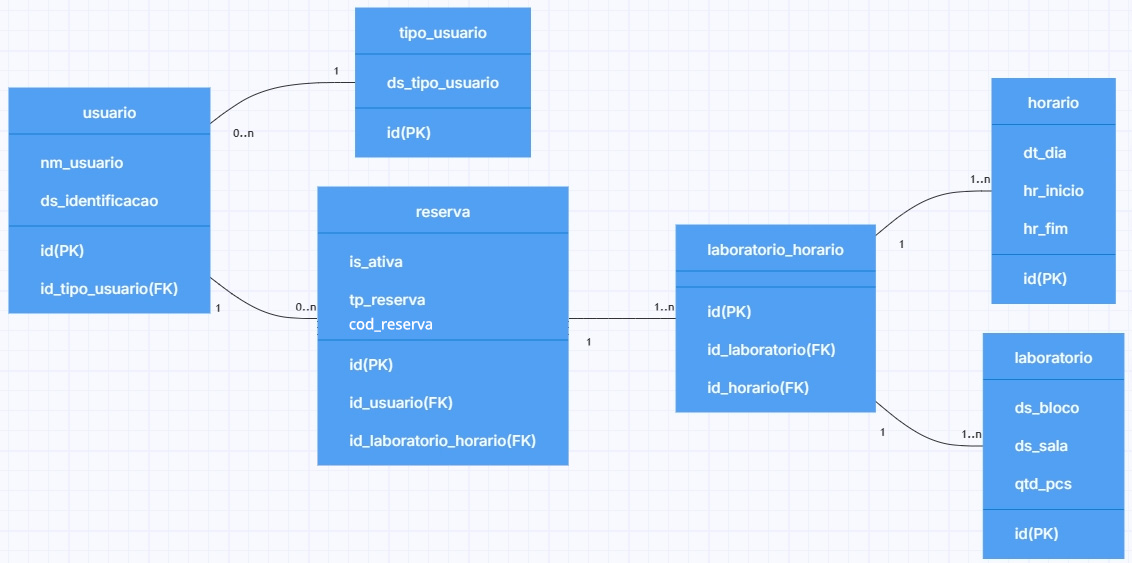 tipo_usuario
ds_tipo_usuario
id(PK)
1
0..n
usuario
nm_usuario
ds_identificacao
id(PK)
id_tipo_usuario(FK)
1
0..n
reserva
is_ativa
tp_reserva
cod_reserva
id(PK)
id_usuario(FK)
id_laboratorio_horario(FK)
1
1..n
laboratorio_horario
id(PK)
id_laboratorio(FK)
id_horario(FK)
1
1..n
horario
dt_dia
hr_inicio
hr_fim
id(PK)
1
1..n
laboratorio
ds_bloco
ds_sala
qtd_pcs
id(PK)